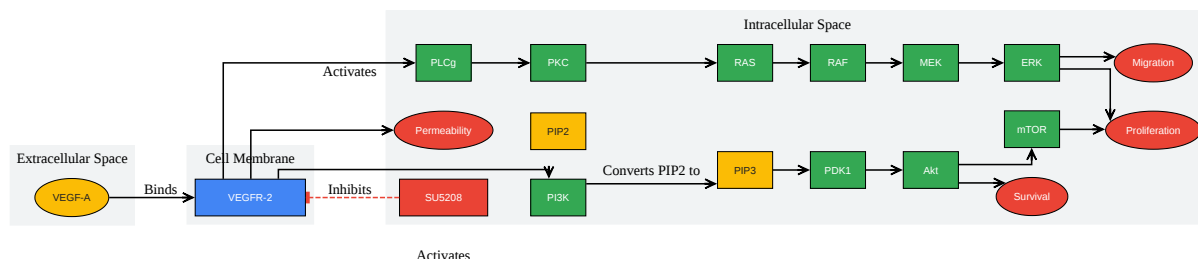 Intracellular Space
Activates
PLCg
PKC
RAS
RAF
MEK
ERK
Migration
Permeability
PIP2
mTOR
Proliferation
Extracellular Space
Cell Membrane
VEGF-A
Binds
VEGFR-2
Inhibits
SU5208
PI3K
Converts PIP2 to
PIP3
PDK1
Akt
Survival
Activates